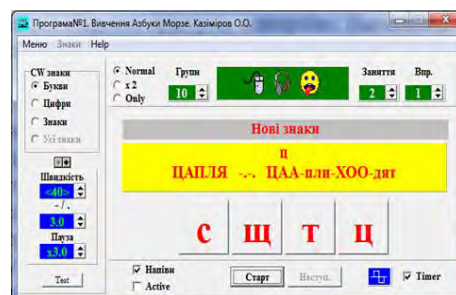 Програма№1. Вивчення Азбуки Морзе. Казіміров О.О.
Меню Знаки Help
CW знаки
Букви
Цифри
Знаки
Усі знаки
Швидкість
<40>
- / .
3.0
Пауза
x3.0
Test
Normal
x 2
Only
Групи
10
Заняття
2
Впр.
1
Нові знаки
ц
ЦАПЛЯ -.-. ЦАА-пли-ХОО-дят
с щ т ц
Напіви
Active
Старт
Наступ.
Timer